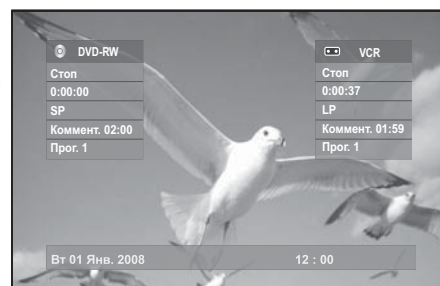 DVD-RW
Стоп
0:00:00
SP
Коммент. 02:00
Прог. 1
VCR
Стоп
0:00:37
LP
Коммент. 01:59
Прог. 1
Вт 01 Янв. 2008 12 : 00